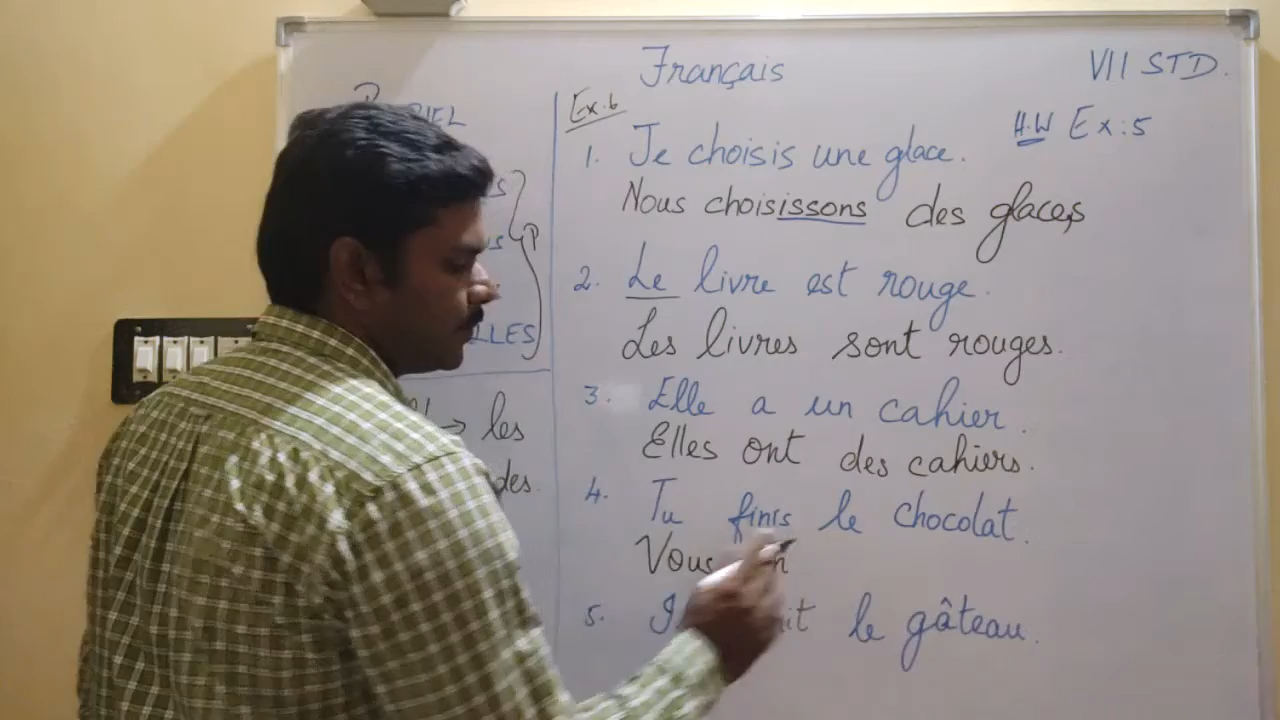 Français
VII STD.
H.W Ex:5
RIEL
LLES
→ les
des.
Ex.6
1. Je choisis une glace.
Nous choisissons des glaces
2. Le livre est rouge.
Les livres sont rouges.
3. Elle a un cahier.
Elles ont des cahiers.
4. Tu finis le chocolat.
Vous
5. le gâteau.